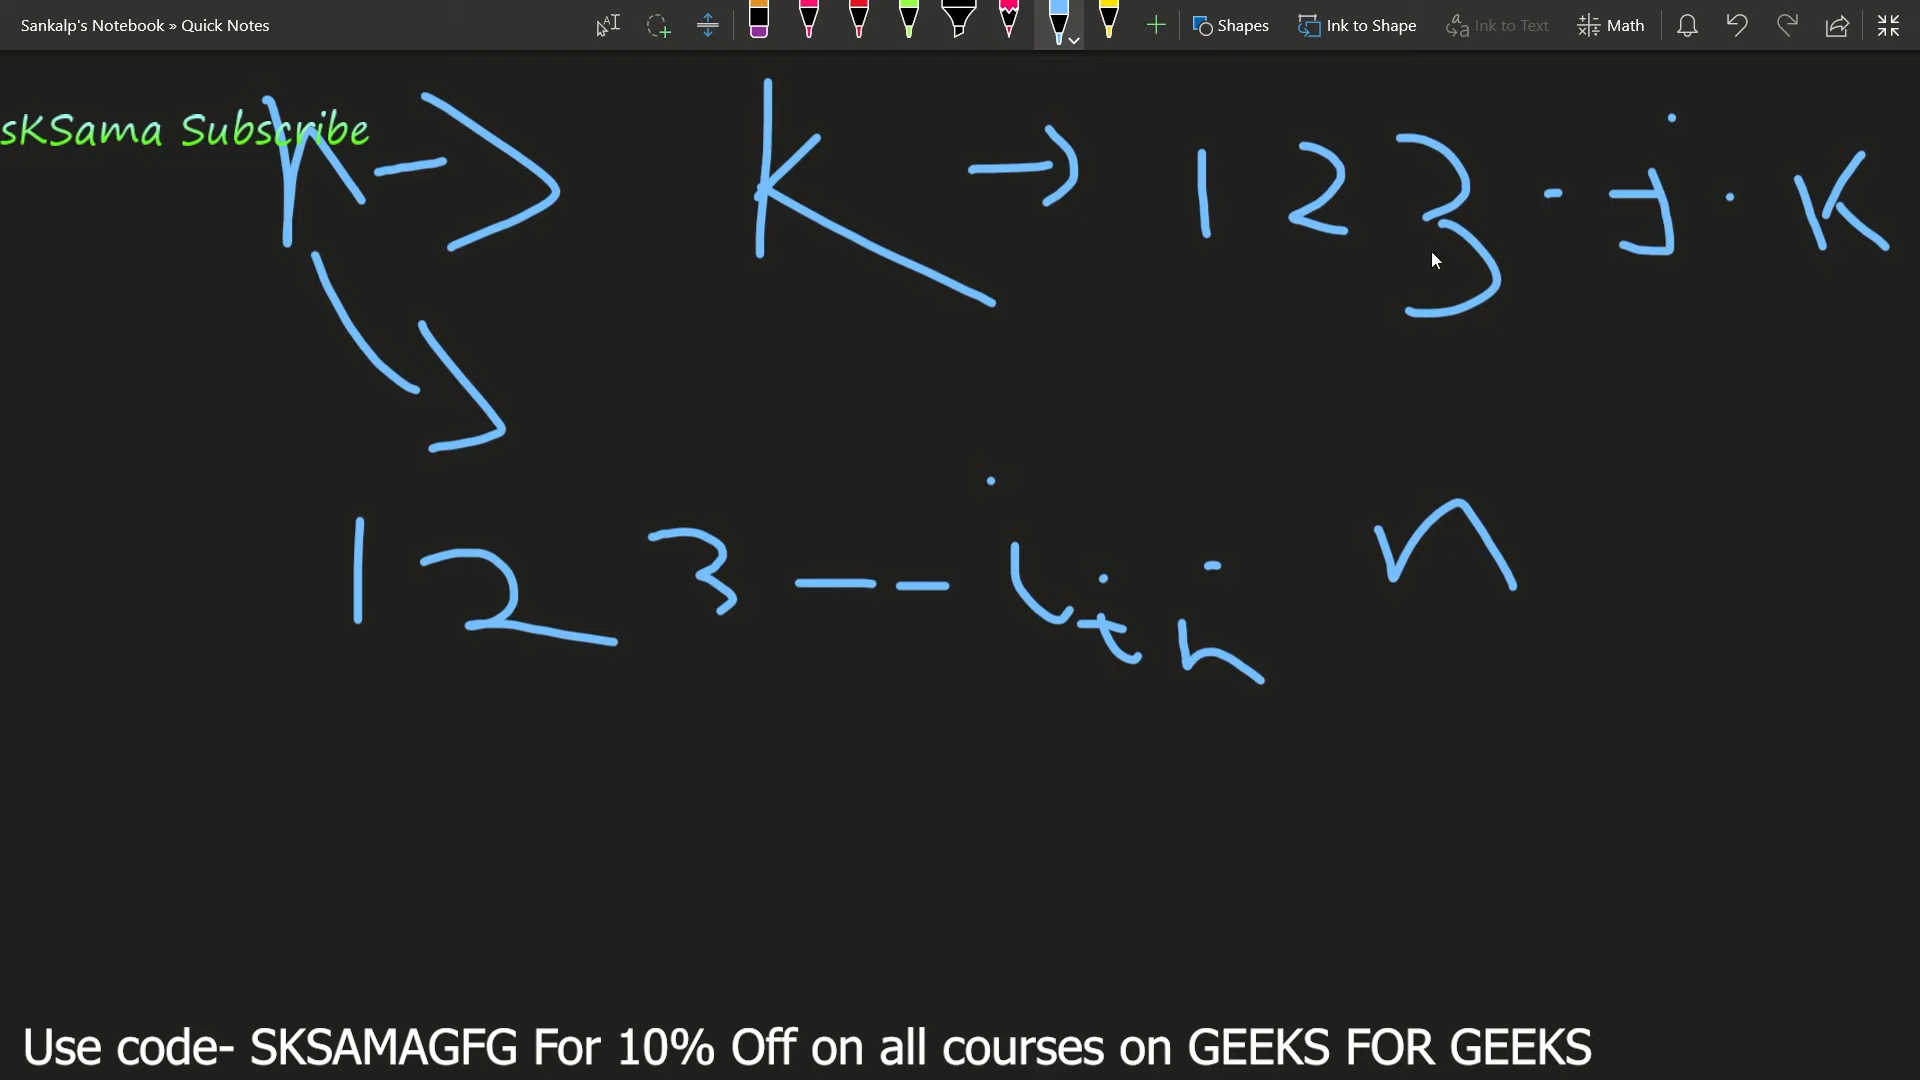 Sankalp's Notebook » Quick Notes
Shapes Ink to Shape Ink to Text Math
sKSama Subscribe
n -> K -> 1 2 3 - j . K
1 2 3 - - i th - n
Use code- SKSAMAGFG For 10% Off on all courses on GEEKS FOR GEEKS